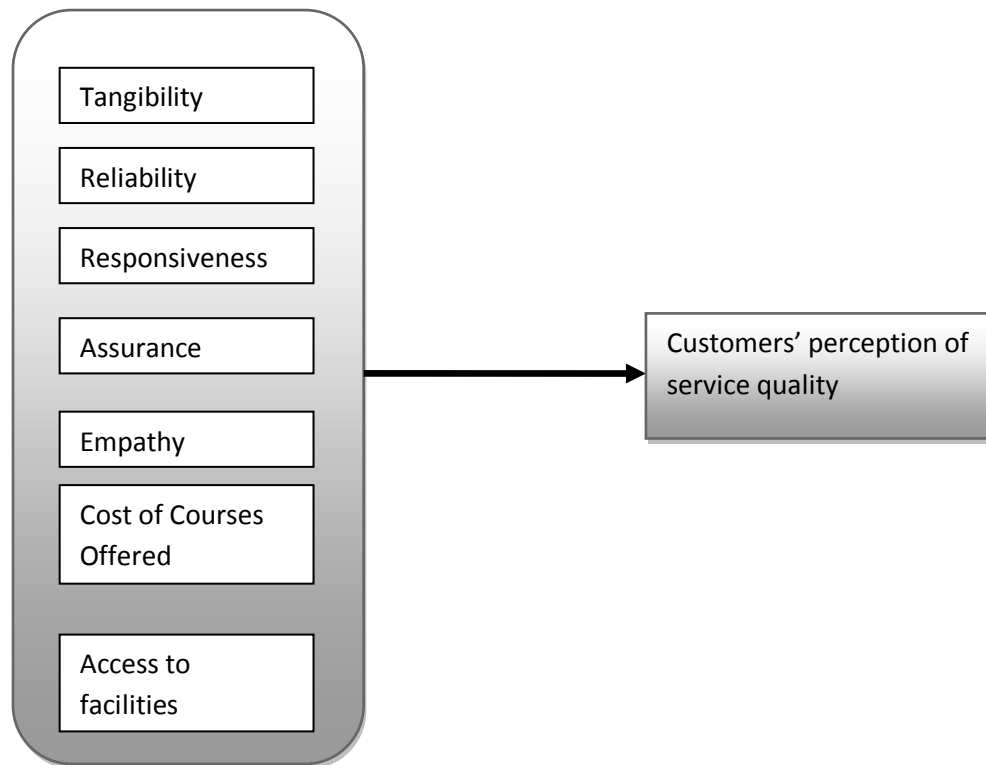 Tangibility
Reliability
Responsiveness
Assurance
Empathy
Cost of Courses
Offered
Access to
facilities
Customers’ perception of
service quality